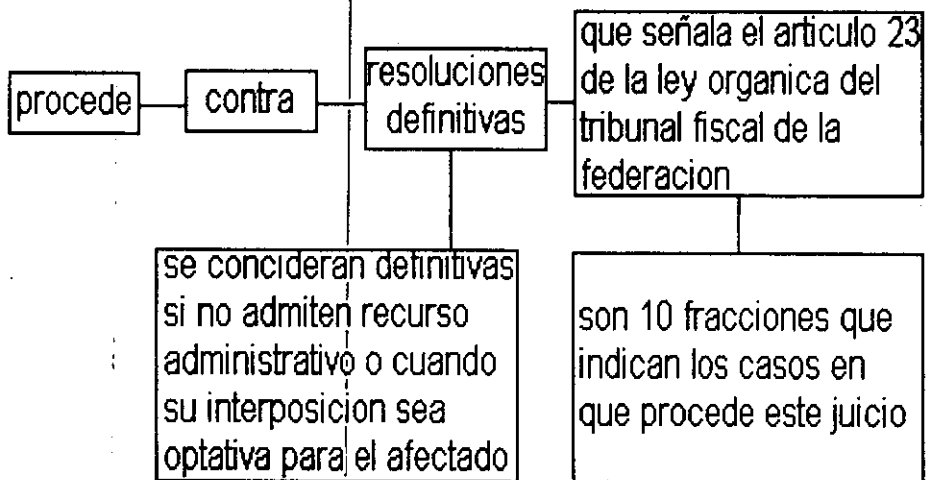 procede
contra
resoluciones
definitivas
que señala el articulo 23
de la ley organica del
tribunal fiscal de la
federacion
se concideran definitivas
si no admiten recurso
administrativo o cuando
su interposicion sea
optativa para el afectado
son 10 fracciones que
indican los casos en
que procede este juicio